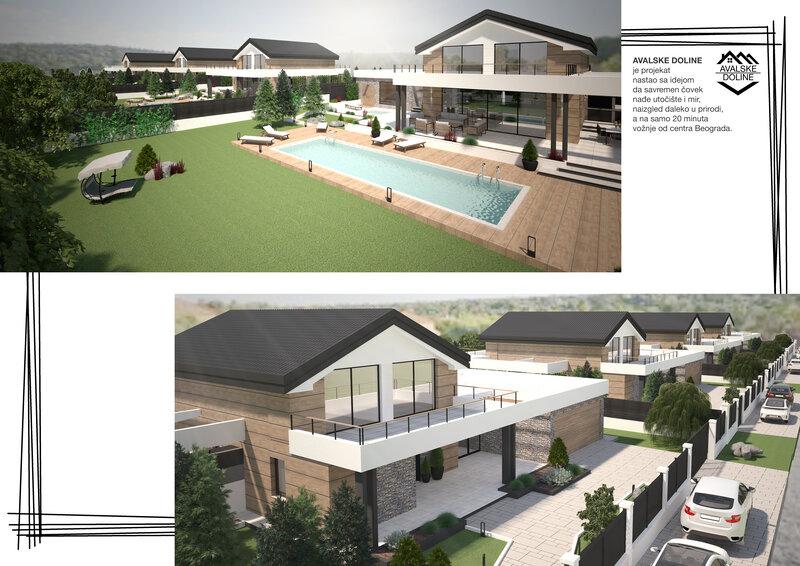 AVALSKE DOLINE
je projekat
nastao sa idejom
da savremen čovek
nađe utočište i mir,
naizgled daleko u prirodi,
a na samo 20 minuta
vožnje od centra Beograda.
AVALSKE
DOLINE